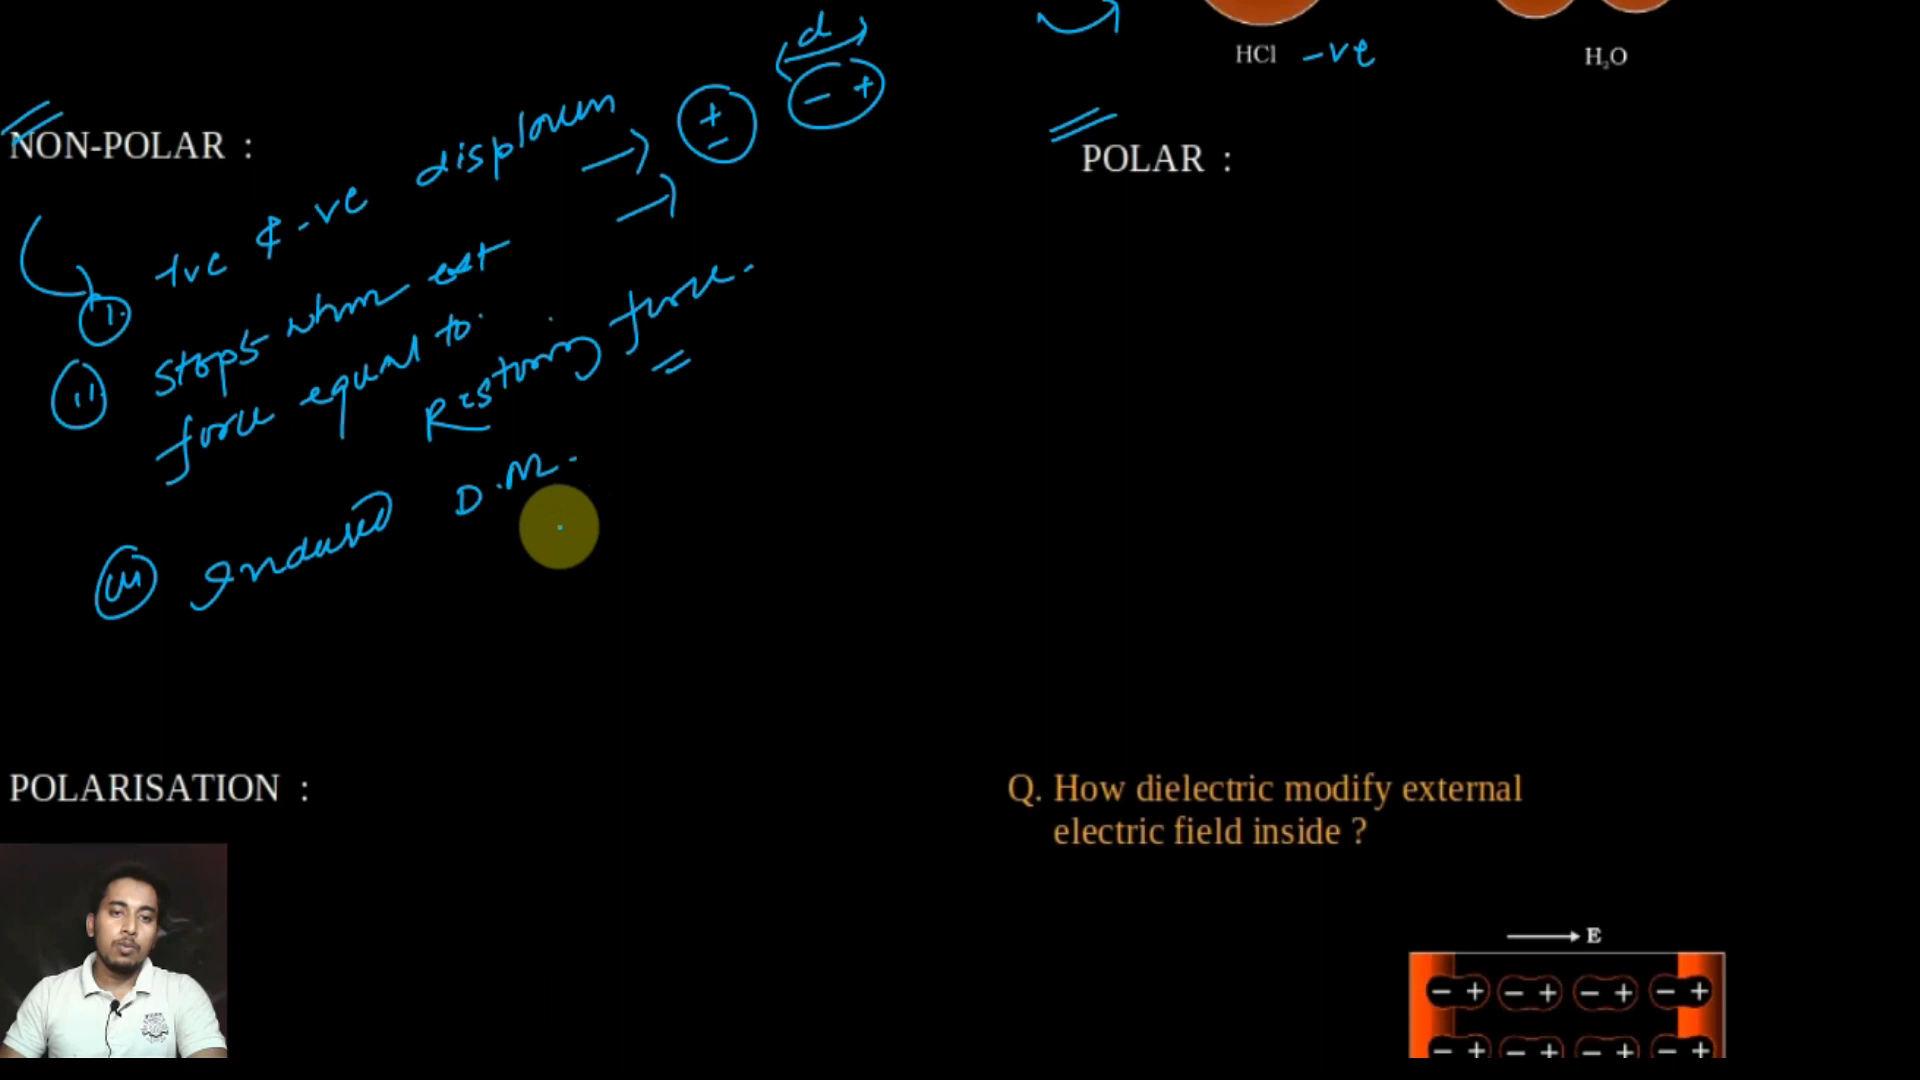 d
- +
HCl -ve
H₂O
NON-POLAR :
+
-
POLAR :
(i) +ve & -ve
(ii) stops when ext
force equal to
Restoring force.
(iii) Induced D.M.
POLARISATION :
Q. How dielectric modify external
electric field inside ?
E
- + - + - + - +
- + - + - + - +